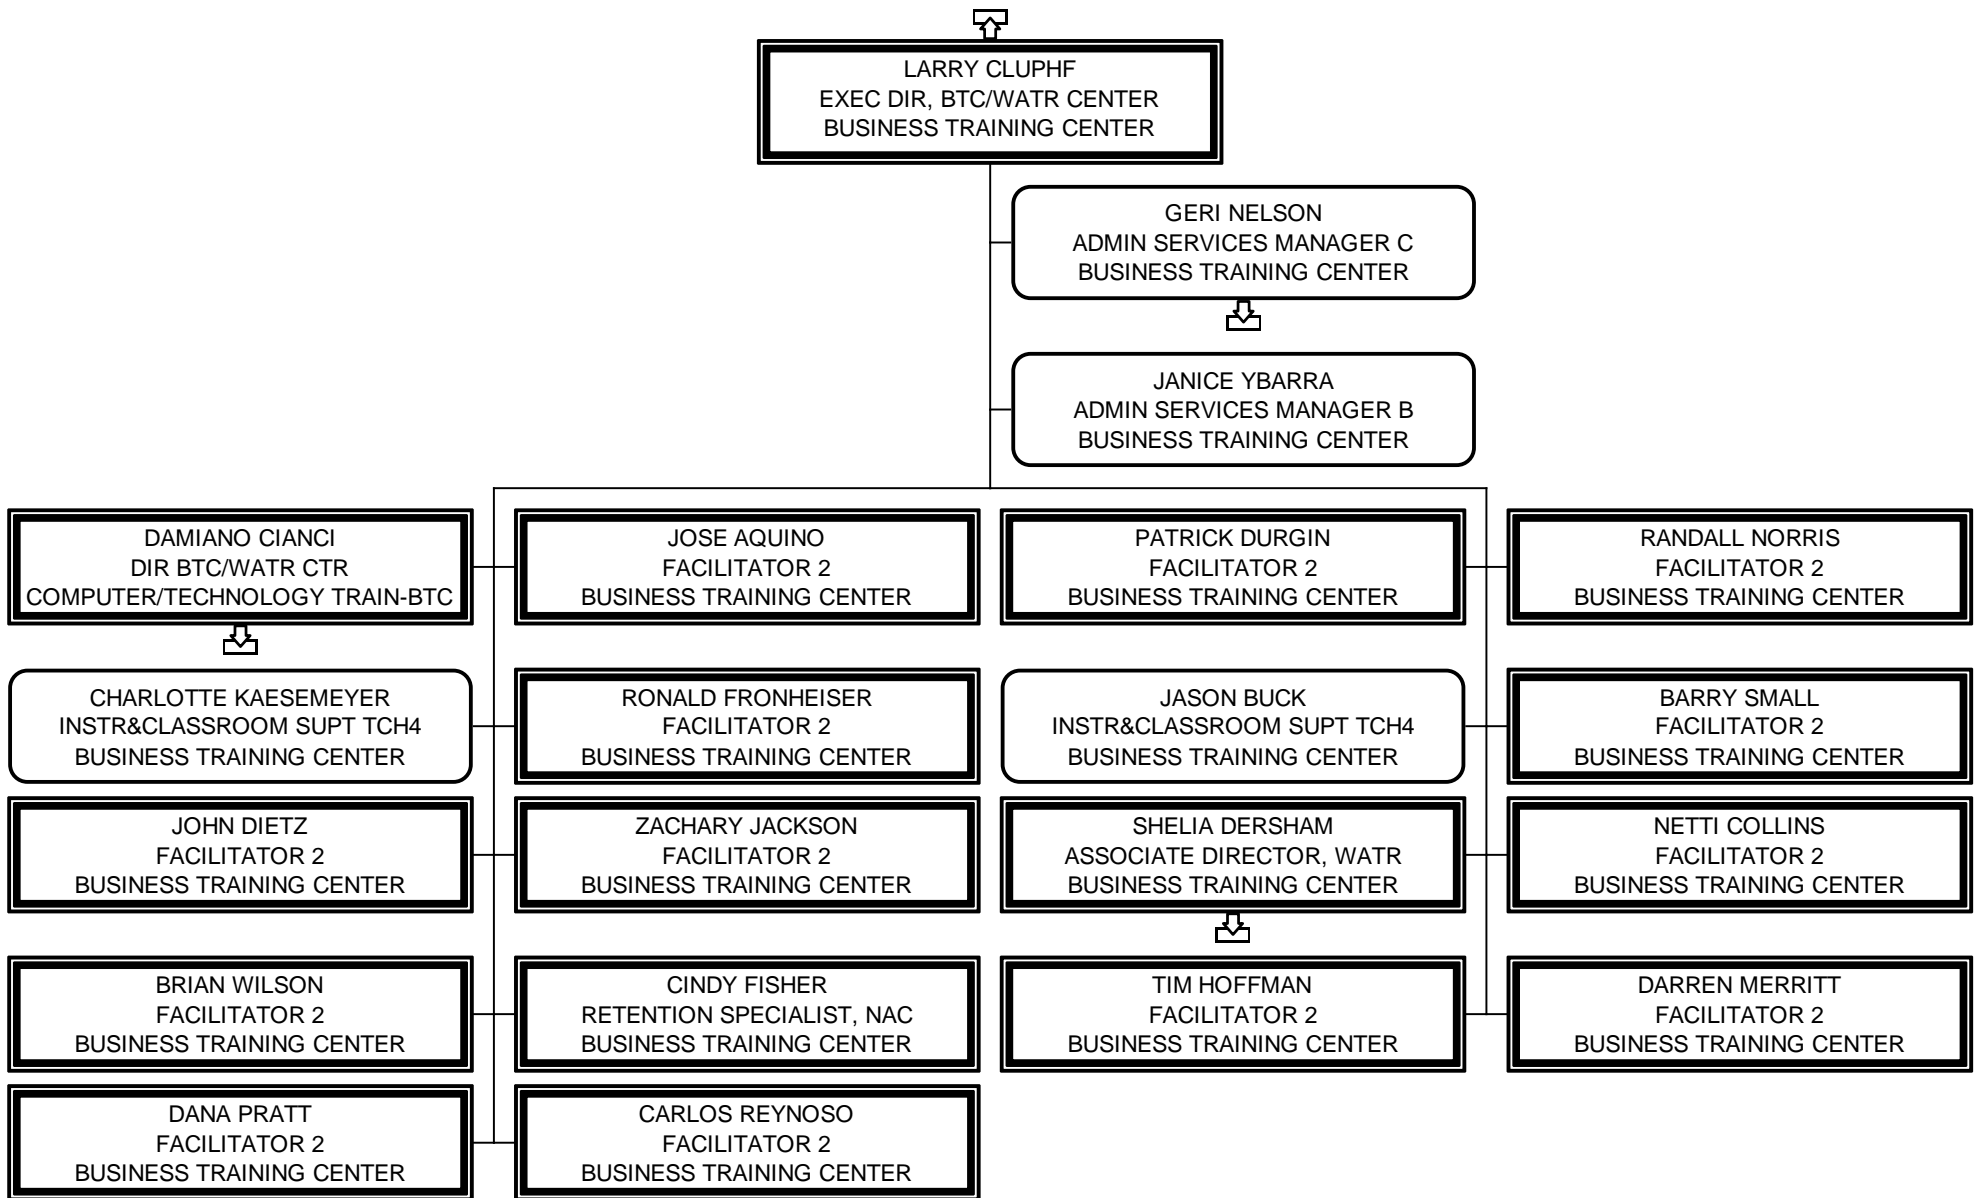 LARRY CLUPHF
EXEC DIR, BTC/WATR CENTER
BUSINESS TRAINING CENTER
GERI NELSON
ADMIN SERVICES MANAGER C
BUSINESS TRAINING CENTER
JANICE YBARRA
ADMIN SERVICES MANAGER B
BUSINESS TRAINING CENTER
DAMIANO CIANCI
DIR BTC/WATR CTR
COMPUTER/TECHNOLOGY TRAIN-BTC
JOSE AQUINO
FACILITATOR 2
BUSINESS TRAINING CENTER
PATRICK DURGIN
FACILITATOR 2
BUSINESS TRAINING CENTER
RANDALL NORRIS
FACILITATOR 2
BUSINESS TRAINING CENTER
CHARLOTTE KAESEMEYER
INSTR&CLASSROOM SUPT TCH4
BUSINESS TRAINING CENTER
RONALD FRONHEISER
FACILITATOR 2
BUSINESS TRAINING CENTER
JASON BUCK
INSTR&CLASSROOM SUPT TCH4
BUSINESS TRAINING CENTER
BARRY SMALL
FACILITATOR 2
BUSINESS TRAINING CENTER
JOHN DIETZ
FACILITATOR 2
BUSINESS TRAINING CENTER
ZACHARY JACKSON
FACILITATOR 2
BUSINESS TRAINING CENTER
SHELIA DERSHAM
ASSOCIATE DIRECTOR, WATR
BUSINESS TRAINING CENTER
NETTI COLLINS
FACILITATOR 2
BUSINESS TRAINING CENTER
BRIAN WILSON
FACILITATOR 2
BUSINESS TRAINING CENTER
CINDY FISHER
RETENTION SPECIALIST, NAC
BUSINESS TRAINING CENTER
TIM HOFFMAN
FACILITATOR 2
BUSINESS TRAINING CENTER
DARREN MERRITT
FACILITATOR 2
BUSINESS TRAINING CENTER
DANA PRATT
FACILITATOR 2
BUSINESS TRAINING CENTER
CARLOS REYNOSO
FACILITATOR 2
BUSINESS TRAINING CENTER